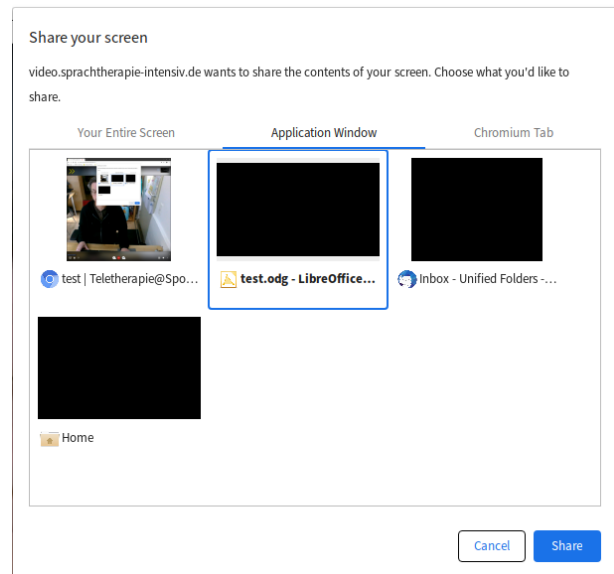 Share your screen
video.sprachtherapie-intensiv.de wants to share the contents of your screen. Choose what you'd like to
share.
Your Entire Screen
Application Window
Chromium Tab
test | Teletherapie@Spo...
test.odg - LibreOffice...
Inbox - Unified Folders -...
Home
Cancel
Share